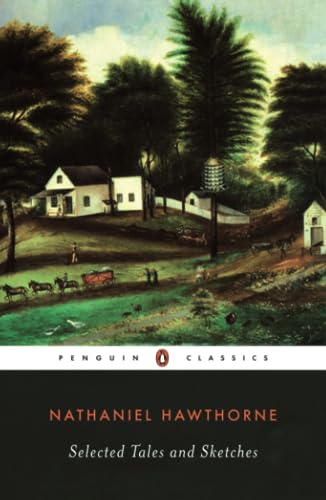 PENGUIN CLASSICS
NATHANIEL HAWTHORNE
Selected Tales and Sketches